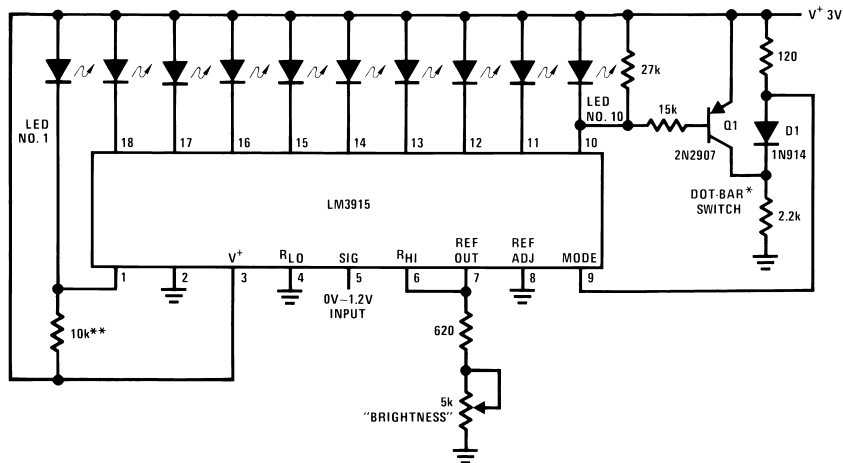 V+ 3V
120
27k
LED NO. 1
LED NO. 10
15k
Q1
2N2907
D1
1N914
18 17 16 15 14 13 12 11 10
DOT-BAR*
SWITCH
2.2k
LM3915
V+ RLO SIG RHI REF OUT REF ADJ MODE
1 2 3 4 5 6 7 8 9
0V–1.2V
INPUT
10k**
620
5k
"BRIGHTNESS"